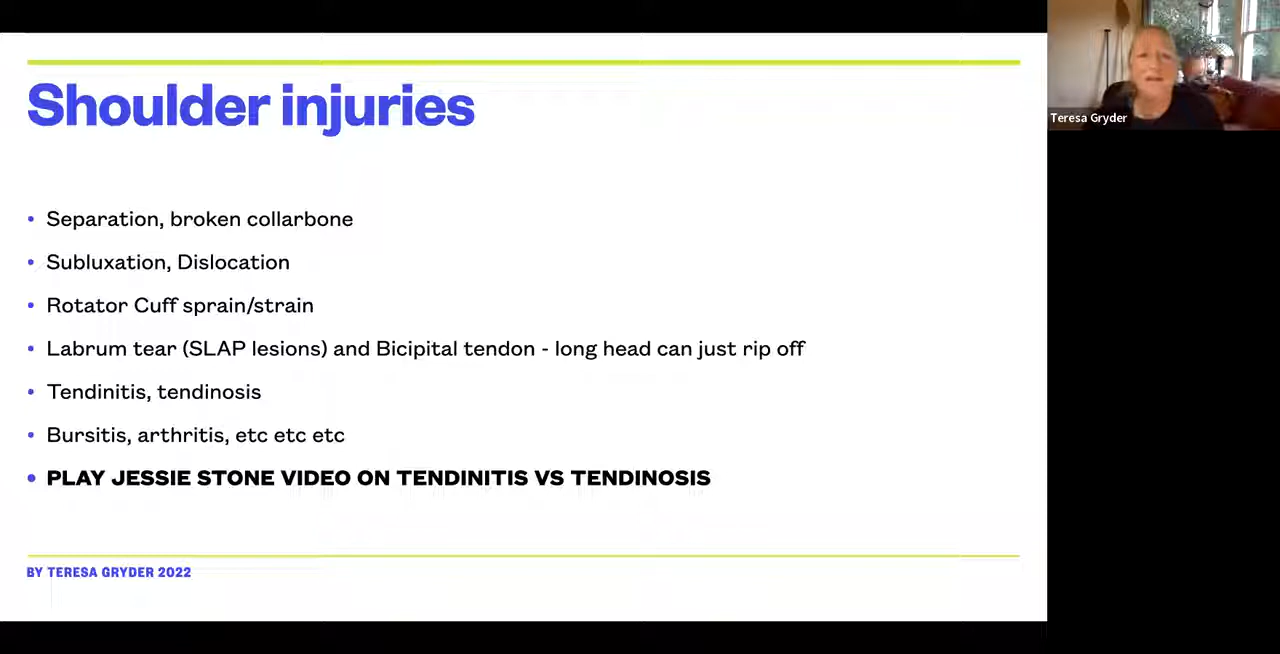 Shoulder injuries
• Separation, broken collarbone
• Subluxation, Dislocation
• Rotator Cuff sprain/strain
• Labrum tear (SLAP lesions) and Bicipital tendon - long head can just rip off
• Tendinitis, tendinosis
• Bursitis, arthritis, etc etc etc
• PLAY JESSIE STONE VIDEO ON TENDINITIS VS TENDINOSIS
BY TERESA GRYDER 2022
Teresa Gryder